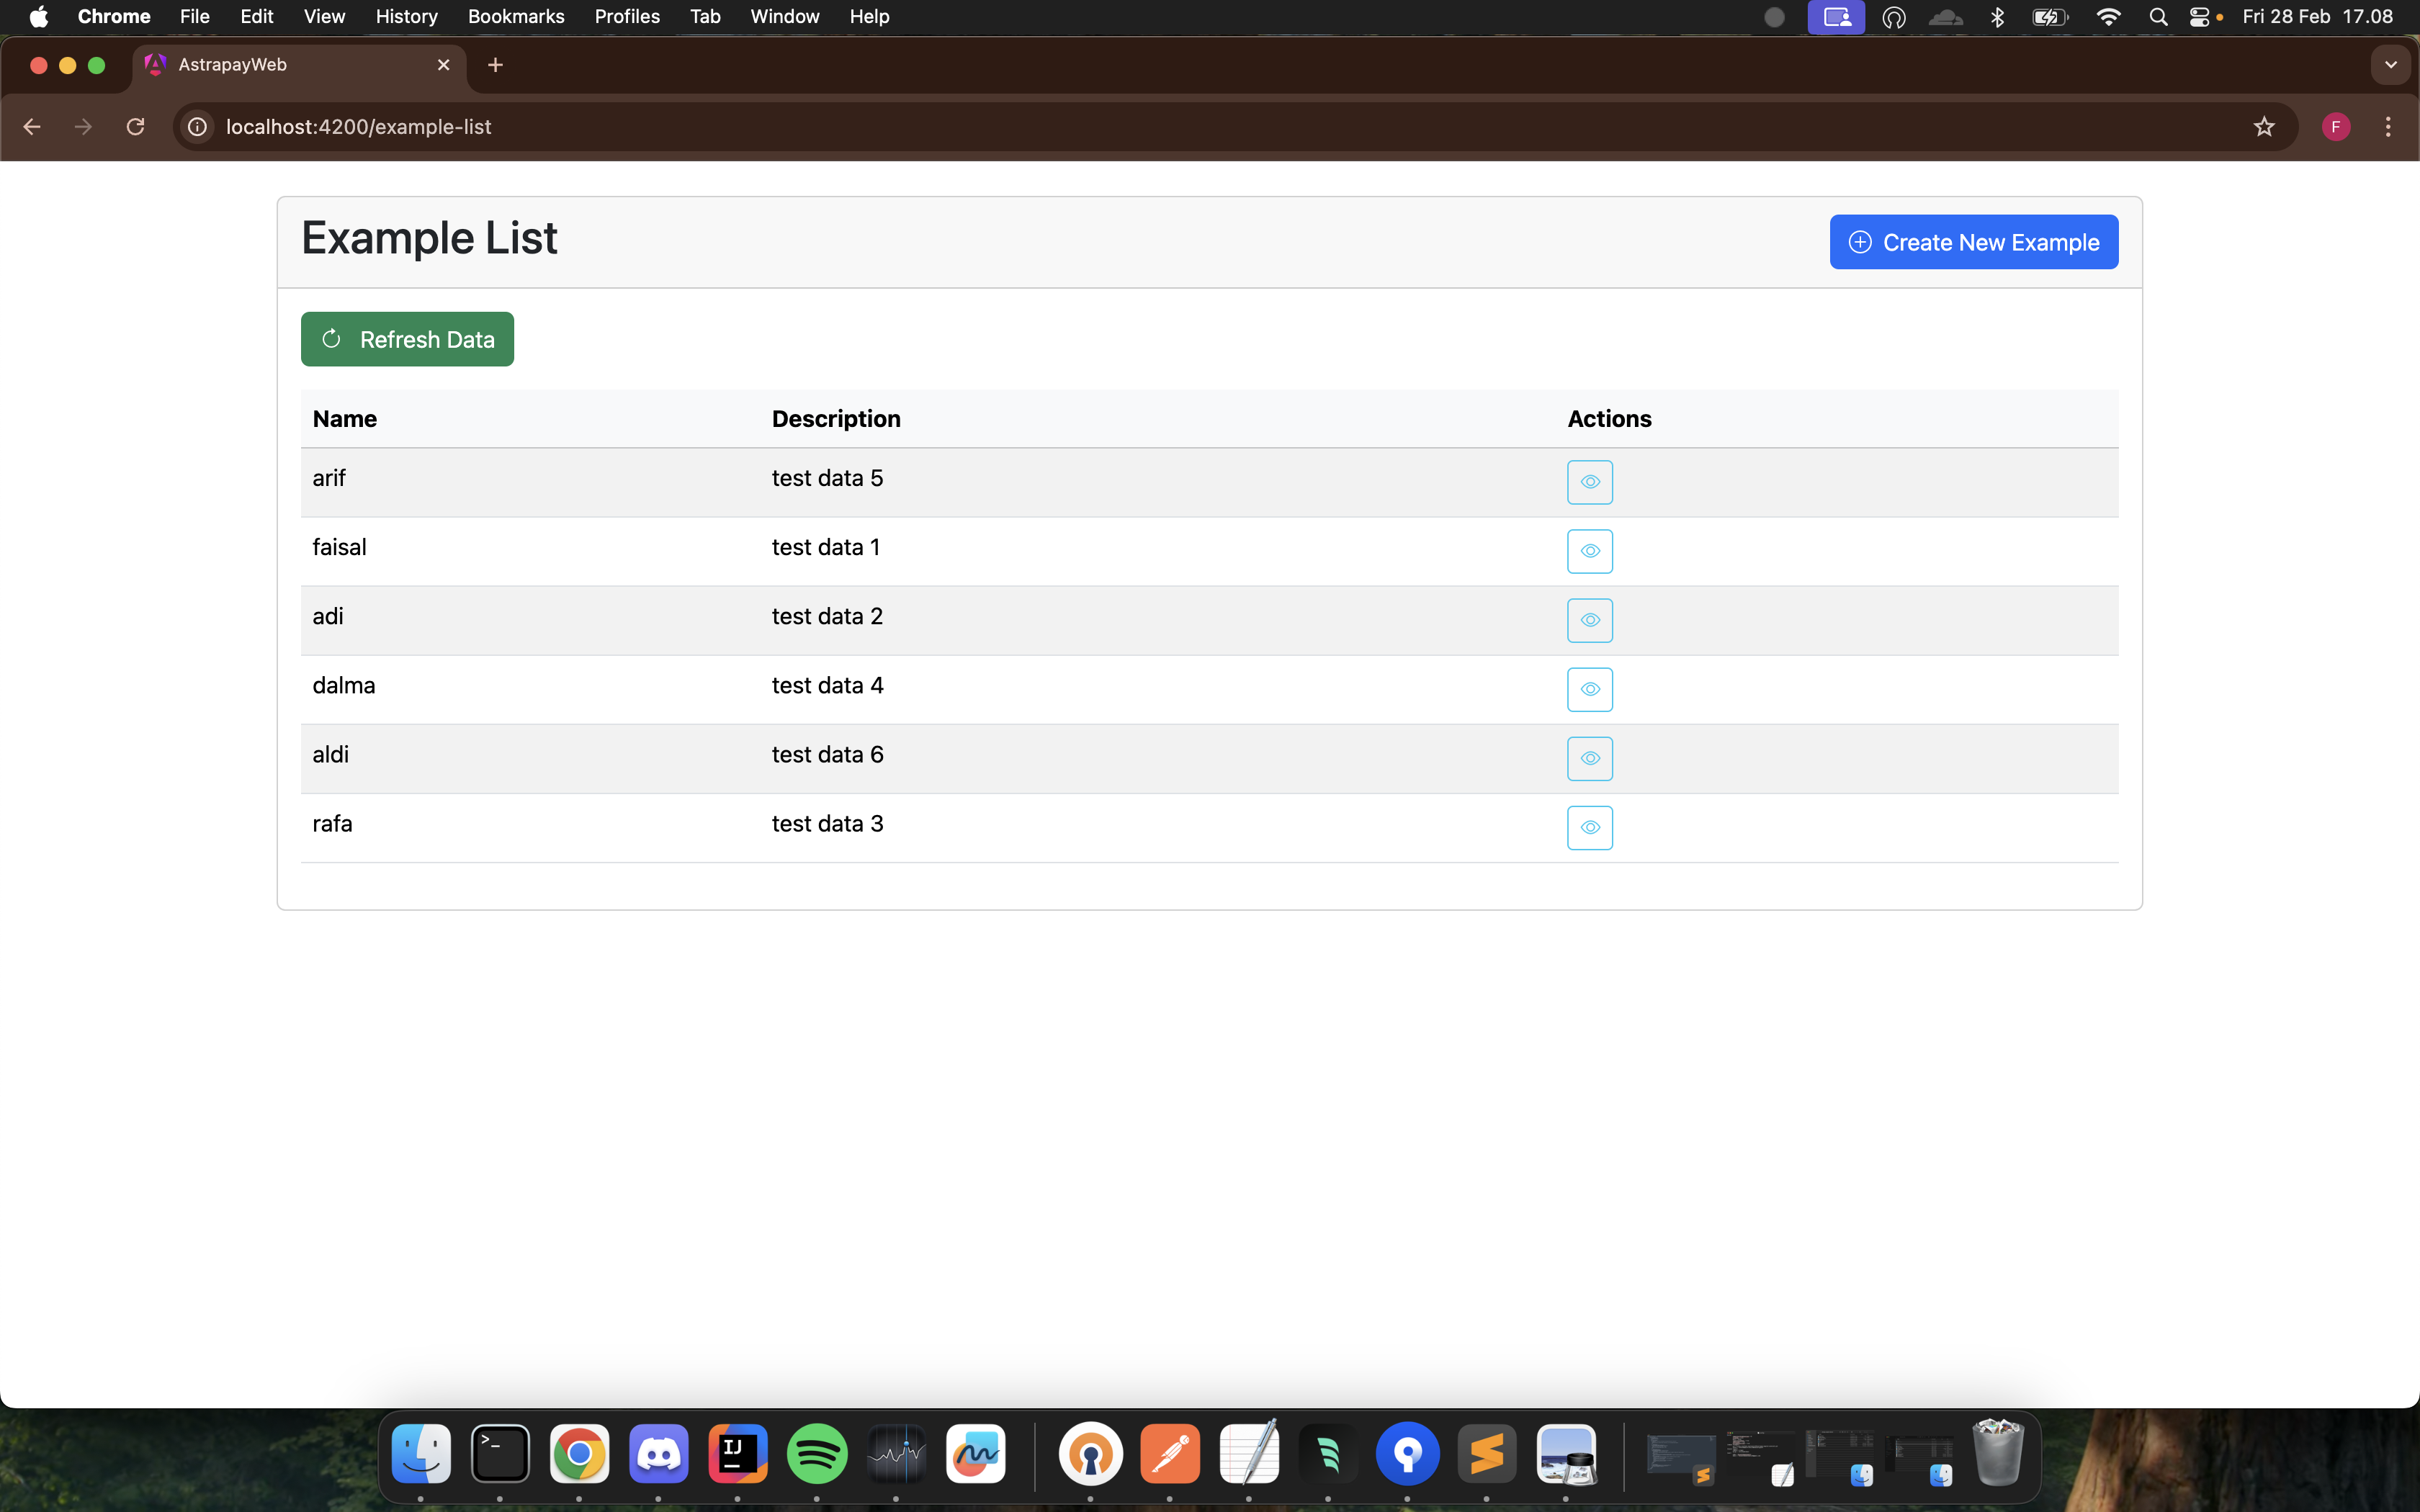 Chrome File Edit View History Bookmarks Profiles Tab Window Help Fri 28 Feb 17.08
AstrapayWeb
localhost:4200/example-list
F
Example List
Create New Example
Refresh Data
Name Description Actions
arif test data 5
faisal test data 1
adi test data 2
dalma test data 4
aldi test data 6
rafa test data 3
IJ